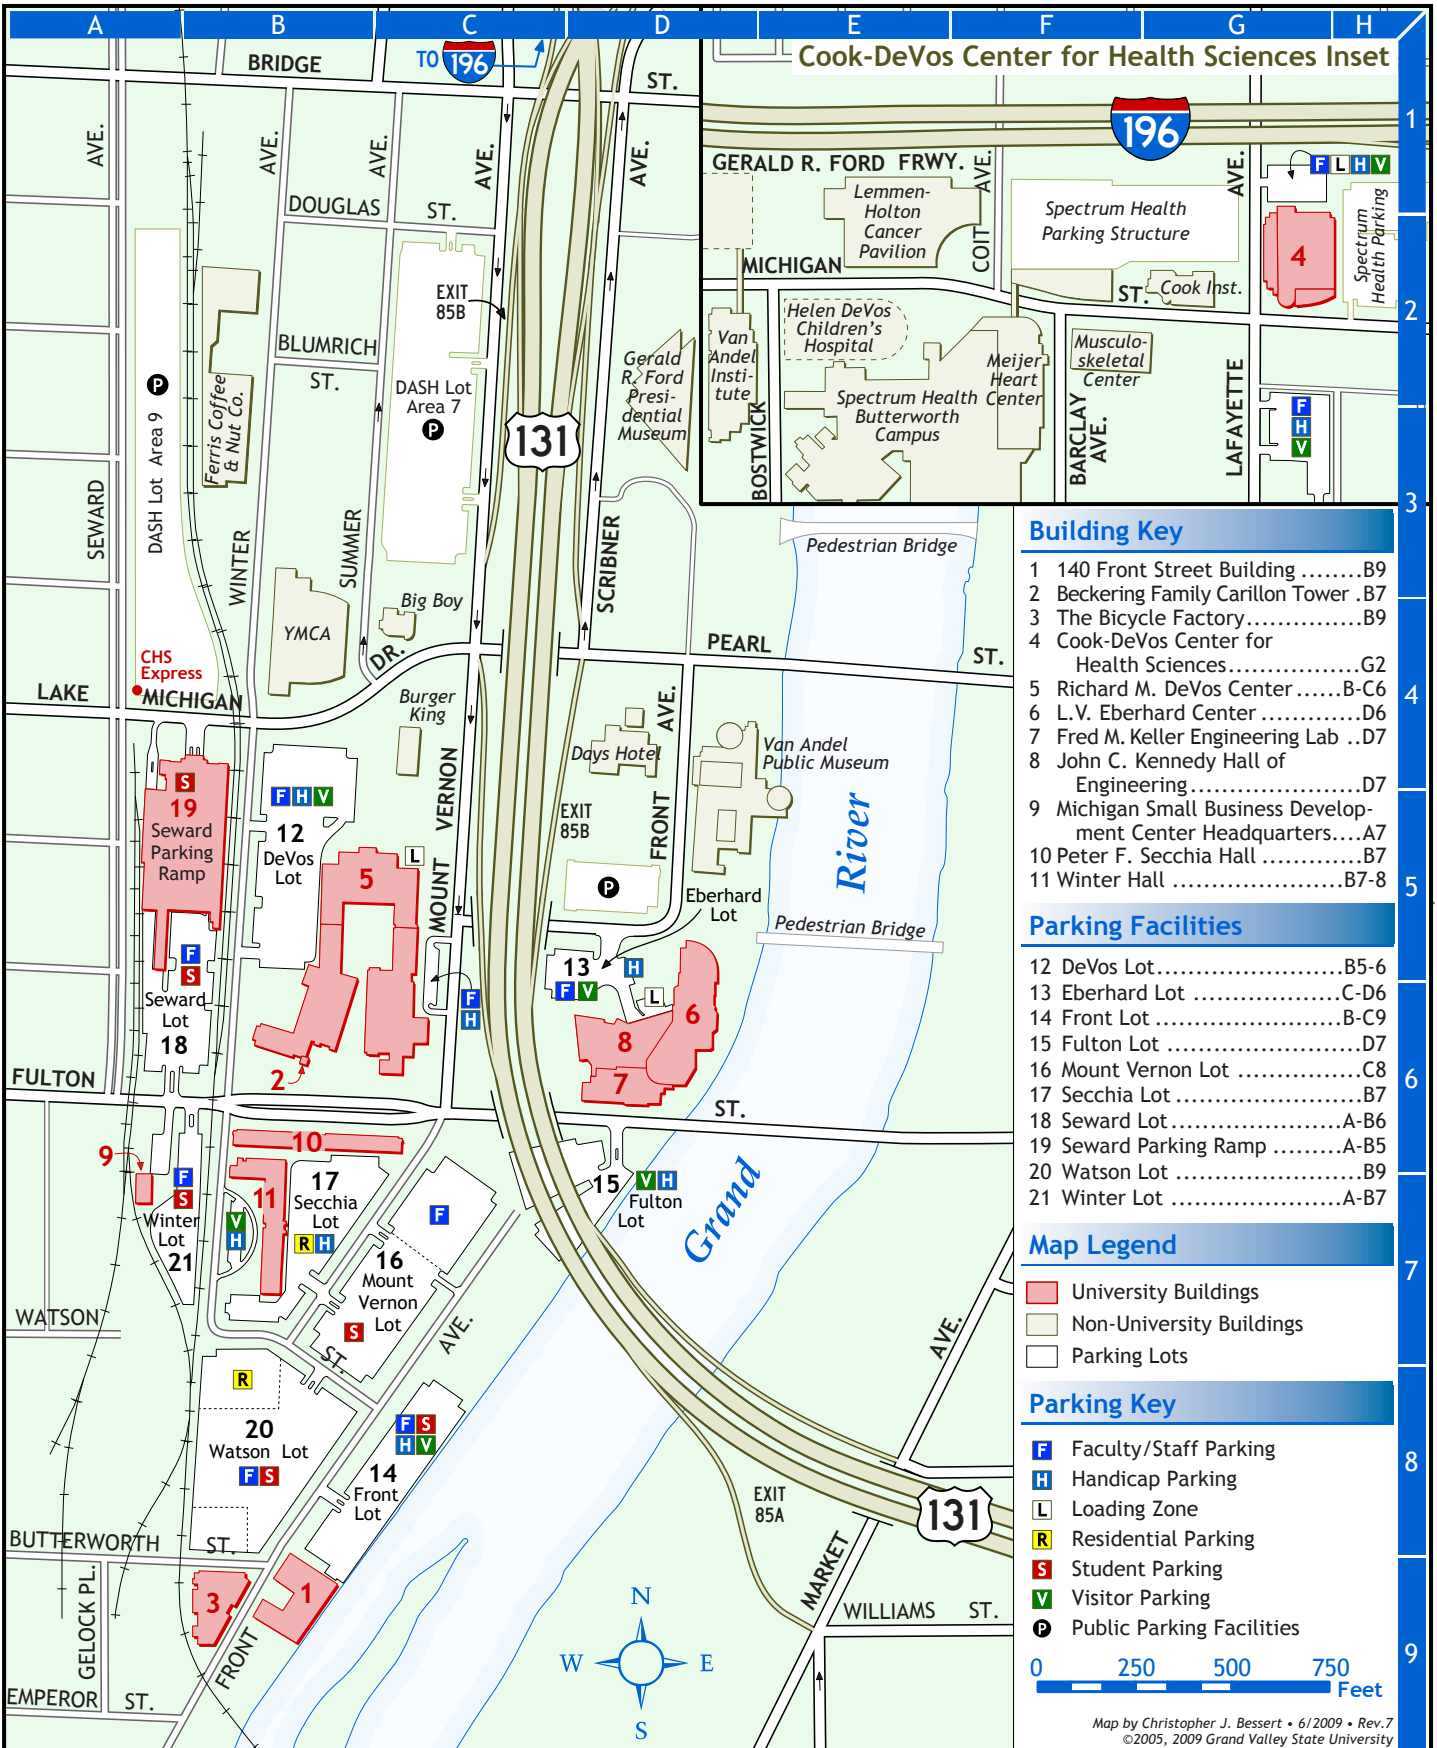 A B C D E F G H
Cook-DeVos Center for Health Sciences Inset
TO 196
BRIDGE ST.
196
1
AVE. AVE. AVE. AVE. AVE.
GERALD R. FORD FRWY.
AVE. AVE.
F L H V
DOUGLAS ST.
Lemmen-
Holton
Cancer
Pavilion
COIT
Spectrum Health
Parking Structure
4
Spectrum
Health Parking
MICHIGAN ST.
Cook Inst.
2
EXIT
85B
Helen DeVos
Children's
Hospital
Van
Andel
Insti-
tute
Musculo-
skeletal
Center
Meijer
Heart
Center
Spectrum Health
Butterworth
Campus
BOSTWICK
BARCLAY
AVE.
LAFAYETTE
F
H
V
BLUMRICH
ST.
P
DASH Lot Area 9
Ferris Coffee
& Nut Co.
DASH Lot
Area 7
P
131
Gerald
R. Ford
Presi-
dential
Museum
3
SEWARD
WINTER
SUMMER
SCRIBNER
Pedestrian Bridge
YMCA
Big Boy
PEARL ST.
DR.
CHS
Express
LAKE MICHIGAN
4
Burger
King
AVE.
Days Hotel
Van Andel
Public Museum
S
19
Seward
Parking
Ramp
F H V
12
DeVos
Lot
MOUNT VERNON
EXIT
85B
FRONT
River
5
L
5
P
Eberhard
Lot
Pedestrian Bridge
F
S
Seward
Lot
18
F
H
13
F V
H
L
6
8
7
2
FULTON ST.
6
9
10
F
S
Winter
Lot
21
11
V
H
17
Secchia
Lot
R H
F
16
Mount
Vernon
Lot
S
15
V H
Fulton
Lot
Grand
7
WATSON
ST.
AVE.
AVE.
R
20
Watson Lot
F S
F S
H V
14
Front
Lot
8
EXIT
85A
131
BUTTERWORTH ST.
GELOCK PL.
3
1
FRONT
MARKET
WILLIAMS ST.
EMPEROR ST.
N
W E
S
9
Building Key
1 140 Front Street Building ........B9
2 Beckering Family Carillon Tower .B7
3 The Bicycle Factory...............B9
4 Cook-DeVos Center for
Health Sciences.................G2
5 Richard M. DeVos Center ......B-C6
6 L.V. Eberhard Center .............D6
7 Fred M. Keller Engineering Lab ..D7
8 John C. Kennedy Hall of
Engineering......................D7
9 Michigan Small Business Develop-
ment Center Headquarters....A7
10 Peter F. Secchia Hall .............B7
11 Winter Hall ......................B7-8
Parking Facilities
12 DeVos Lot........................B5-6
13 Eberhard Lot ...................C-D6
14 Front Lot ........................B-C9
15 Fulton Lot .........................D7
16 Mount Vernon Lot ................C8
17 Secchia Lot ........................B7
18 Seward Lot.......................A-B6
19 Seward Parking Ramp .........A-B5
20 Watson Lot ........................B9
21 Winter Lot .......................A-B7
Map Legend
University Buildings
Non-University Buildings
Parking Lots
Parking Key
F Faculty/Staff Parking
H Handicap Parking
L Loading Zone
R Residential Parking
S Student Parking
V Visitor Parking
P Public Parking Facilities
0 250 500 750
Feet
Map by Christopher J. Bessert • 6/2009 • Rev.7
©2005, 2009 Grand Valley State University